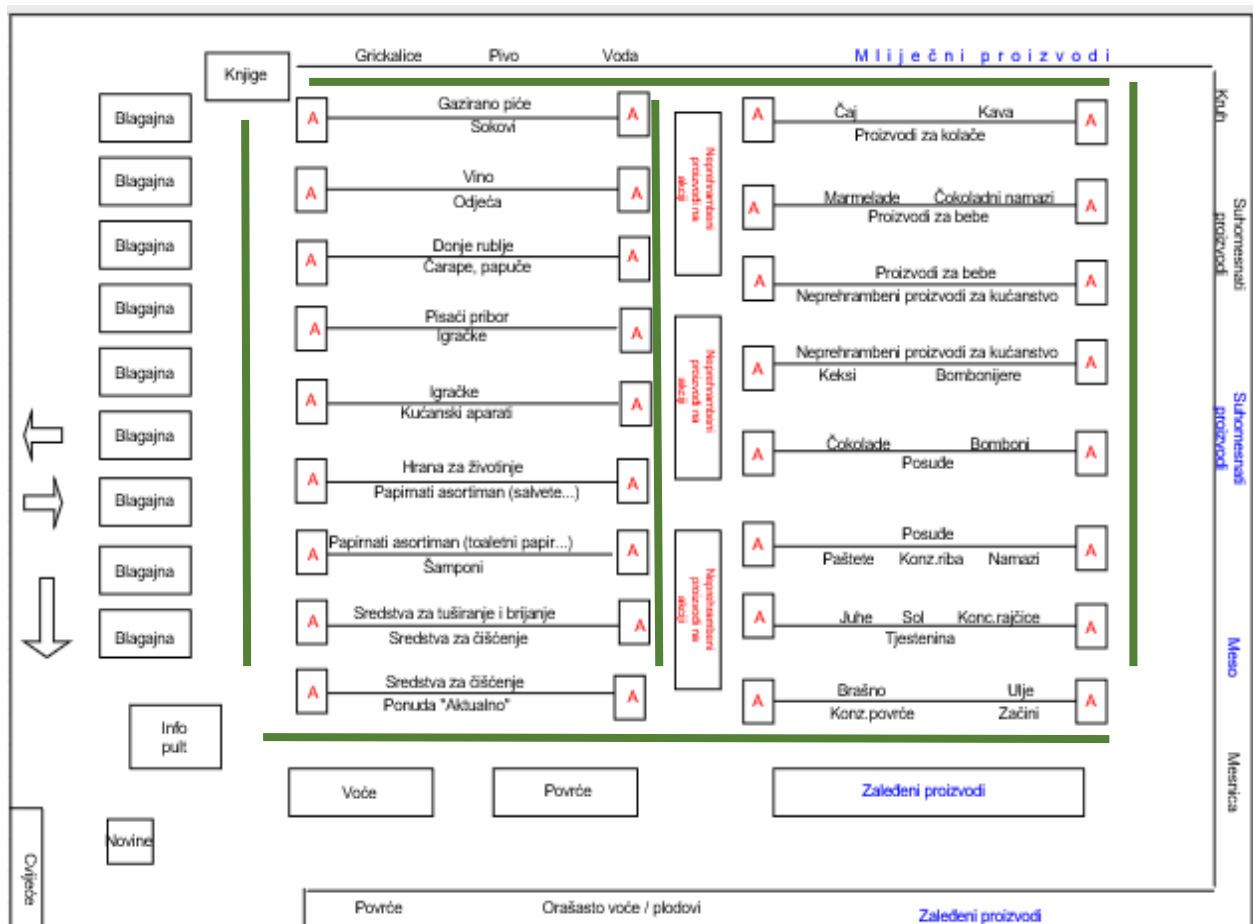 Grickalice Pivo Voda Mliječni proizvodi
Knjige
Blagajna
Blagajna
Blagajna
Blagajna
Blagajna
Blagajna
Blagajna
Blagajna
Blagajna
Info
pult
Novine
Cvijeće
A Gazirano piće A
Sokovi
A Vino A
Odjeća
A Donje rublje A
Čarape, papuče
A Pisaći pribor A
Igračke
A Igračke A
Kućanski aparati
A Hrana za životinje A
Papirnati asortiman (salvete...)
A Papirnati asortiman (toaletni papir...) A
Šamponi
A Sredstva za tuširanje i brijanje A
Sredstva za čišćenje
A Sredstva za čišćenje A
Ponuda "Aktualno"
Neprehramboni
proizvodi na
akciji
Neprehramboni
proizvodi na
akciji
Neprehramboni
proizvodi na
akciji
A Čaj Kava A
Proizvodi za kolače
A Marmelade Čokoladni namazi A
Proizvodi za bebe
A Proizvodi za bebe A
Neprehrambeni proizvodi za kućanstvo
A Neprehrambeni proizvodi za kućanstvo A
Keksi Bombonijere
A Čokolade Bomboni A
Posuđe
A Posuđe A
Paštete Konz.riba Namazi
A Juhe Sol Konc.rajčice A
Tjestenina
A Brašno Ulje A
Konz.povrće Začini
Kruh
Suhomesnati
proizvodi
Suhomesnati
proizvodi
Meso
Mesnica
Voće Povrće Zaleđeni proizvodi
Povrće Orašasto voće / plodovi Zaleđeni proizvodi